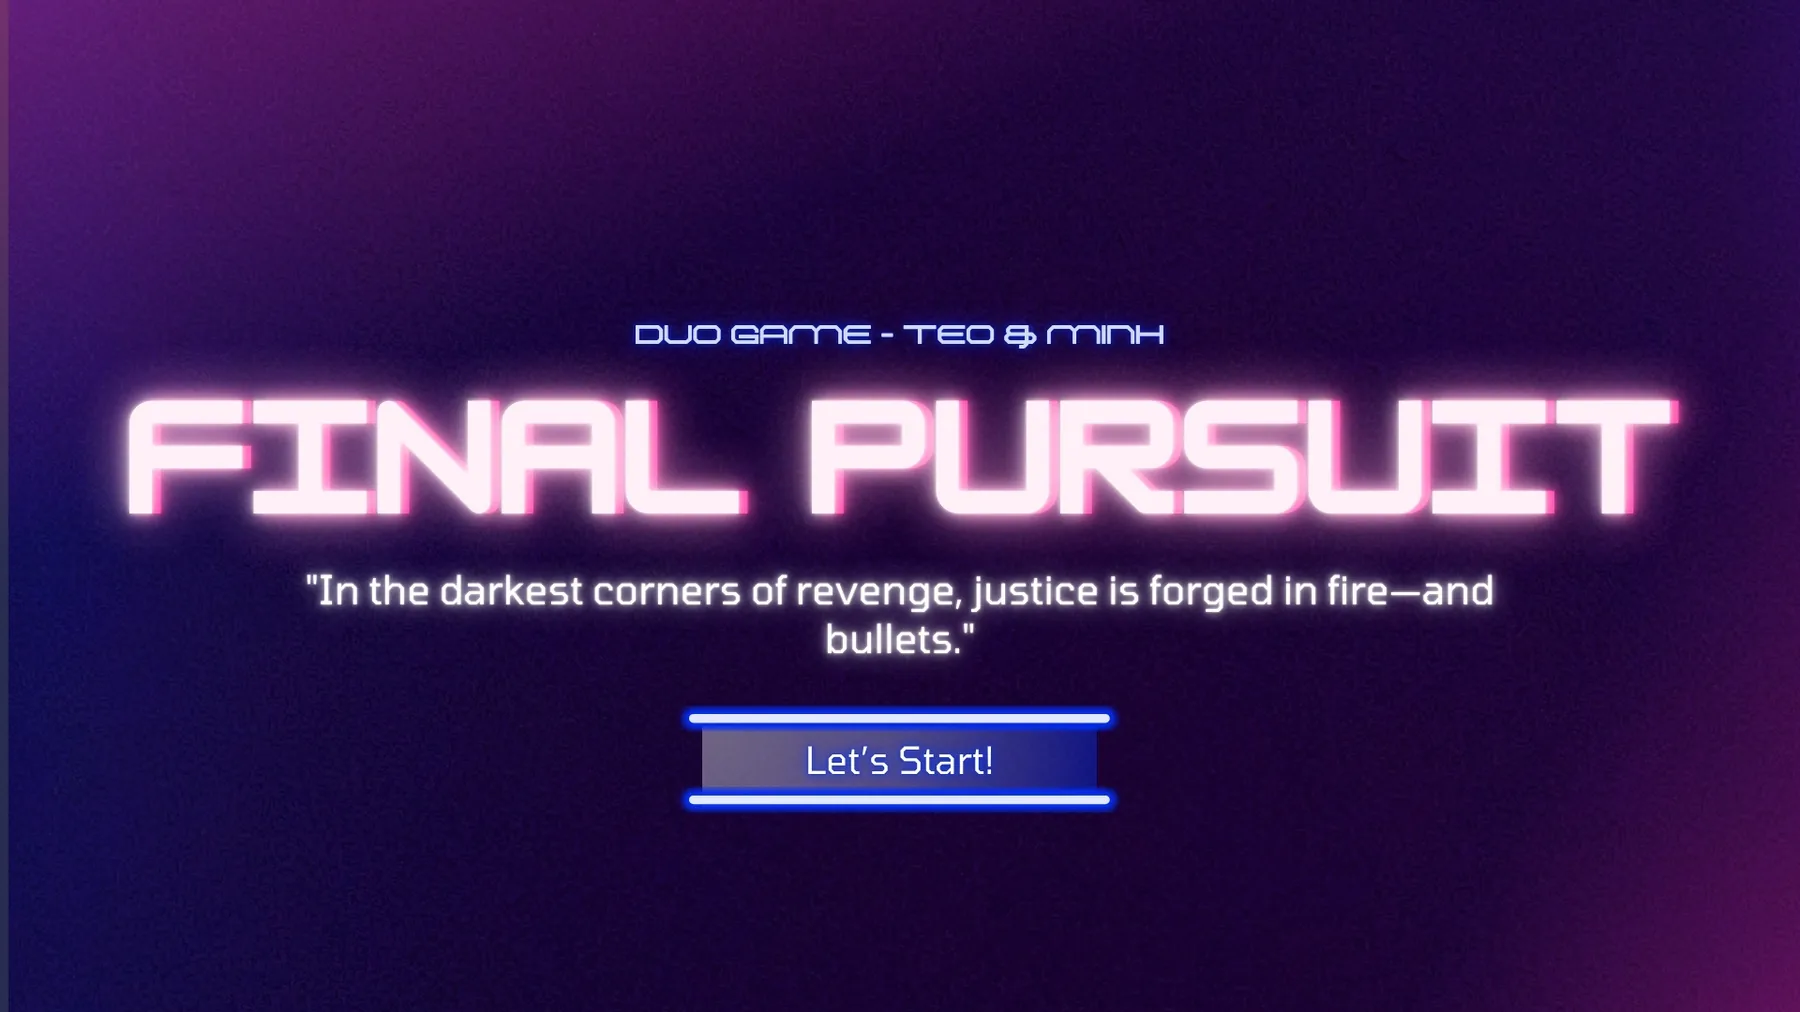 DUO GAME - TEO & MINH
FINAL PURSUIT
"In the darkest corners of revenge, justice is forged in fire—and
bullets."
Let’s Start!